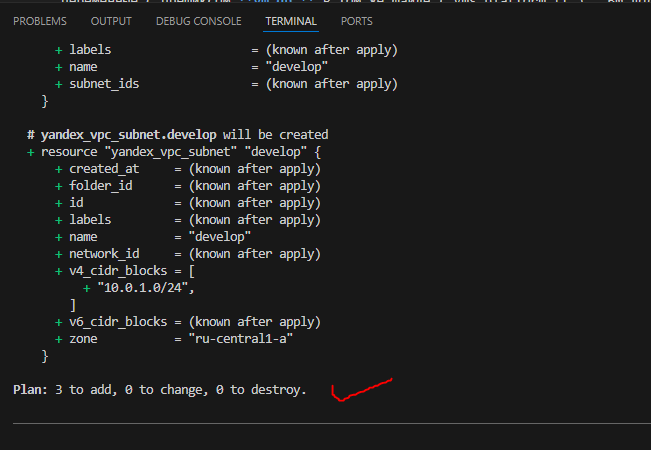 PROBLEMS OUTPUT DEBUG CONSOLE TERMINAL PORTS
+ labels = (known after apply)
+ name = "develop"
+ subnet_ids = (known after apply)
}
# yandex_vpc_subnet.develop will be created
+ resource "yandex_vpc_subnet" "develop" {
+ created_at = (known after apply)
+ folder_id = (known after apply)
+ id = (known after apply)
+ labels = (known after apply)
+ name = "develop"
+ network_id = (known after apply)
+ v4_cidr_blocks = [
+ "10.0.1.0/24",
]
+ v6_cidr_blocks = (known after apply)
+ zone = "ru-central1-a"
}
Plan: 3 to add, 0 to change, 0 to destroy.